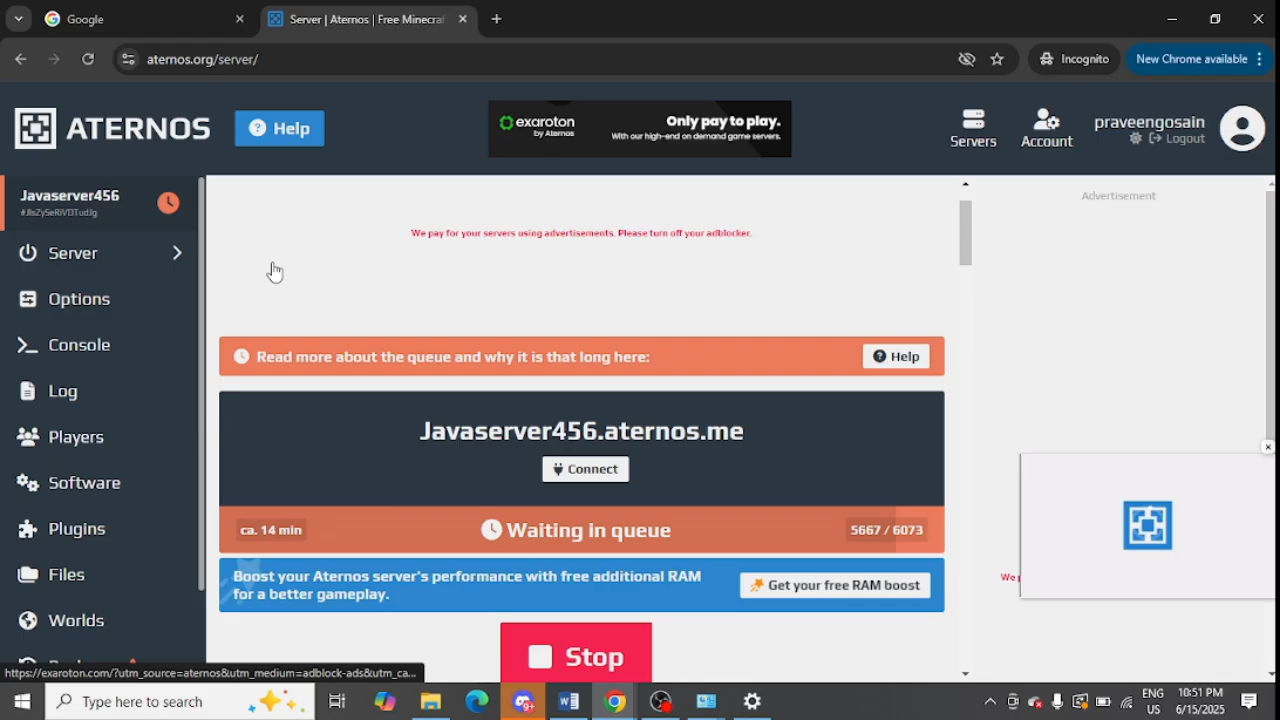 Google
Server | Aternos | Free Minecraf
aternos.org/server/
Incognito
New Chrome available
ATERNOS
Help
exaroton
by Aternos
Only pay to play.
With our high-end on demand game servers.
Servers
Account
praveengosain
Logout
Javaserver456
Server
Options
Console
Log
Players
Software
Plugins
Files
Worlds
We pay for your servers using advertisements. Please turn off your adblocker.
Advertisement
Read more about the queue and why it is that long here:
Help
Javaserver456.aternos.me
Connect
ca. 14 min
Waiting in queue
5667 / 6073
Boost your Aternos server's performance with free additional RAM
for a better gameplay.
Get your free RAM boost
Stop
https://exaroton.com/?utm_source=aternos&utm_medium=adblock-ads&utm_ca...
Type here to search
9+
ENG
US
10:51 PM
6/15/2025